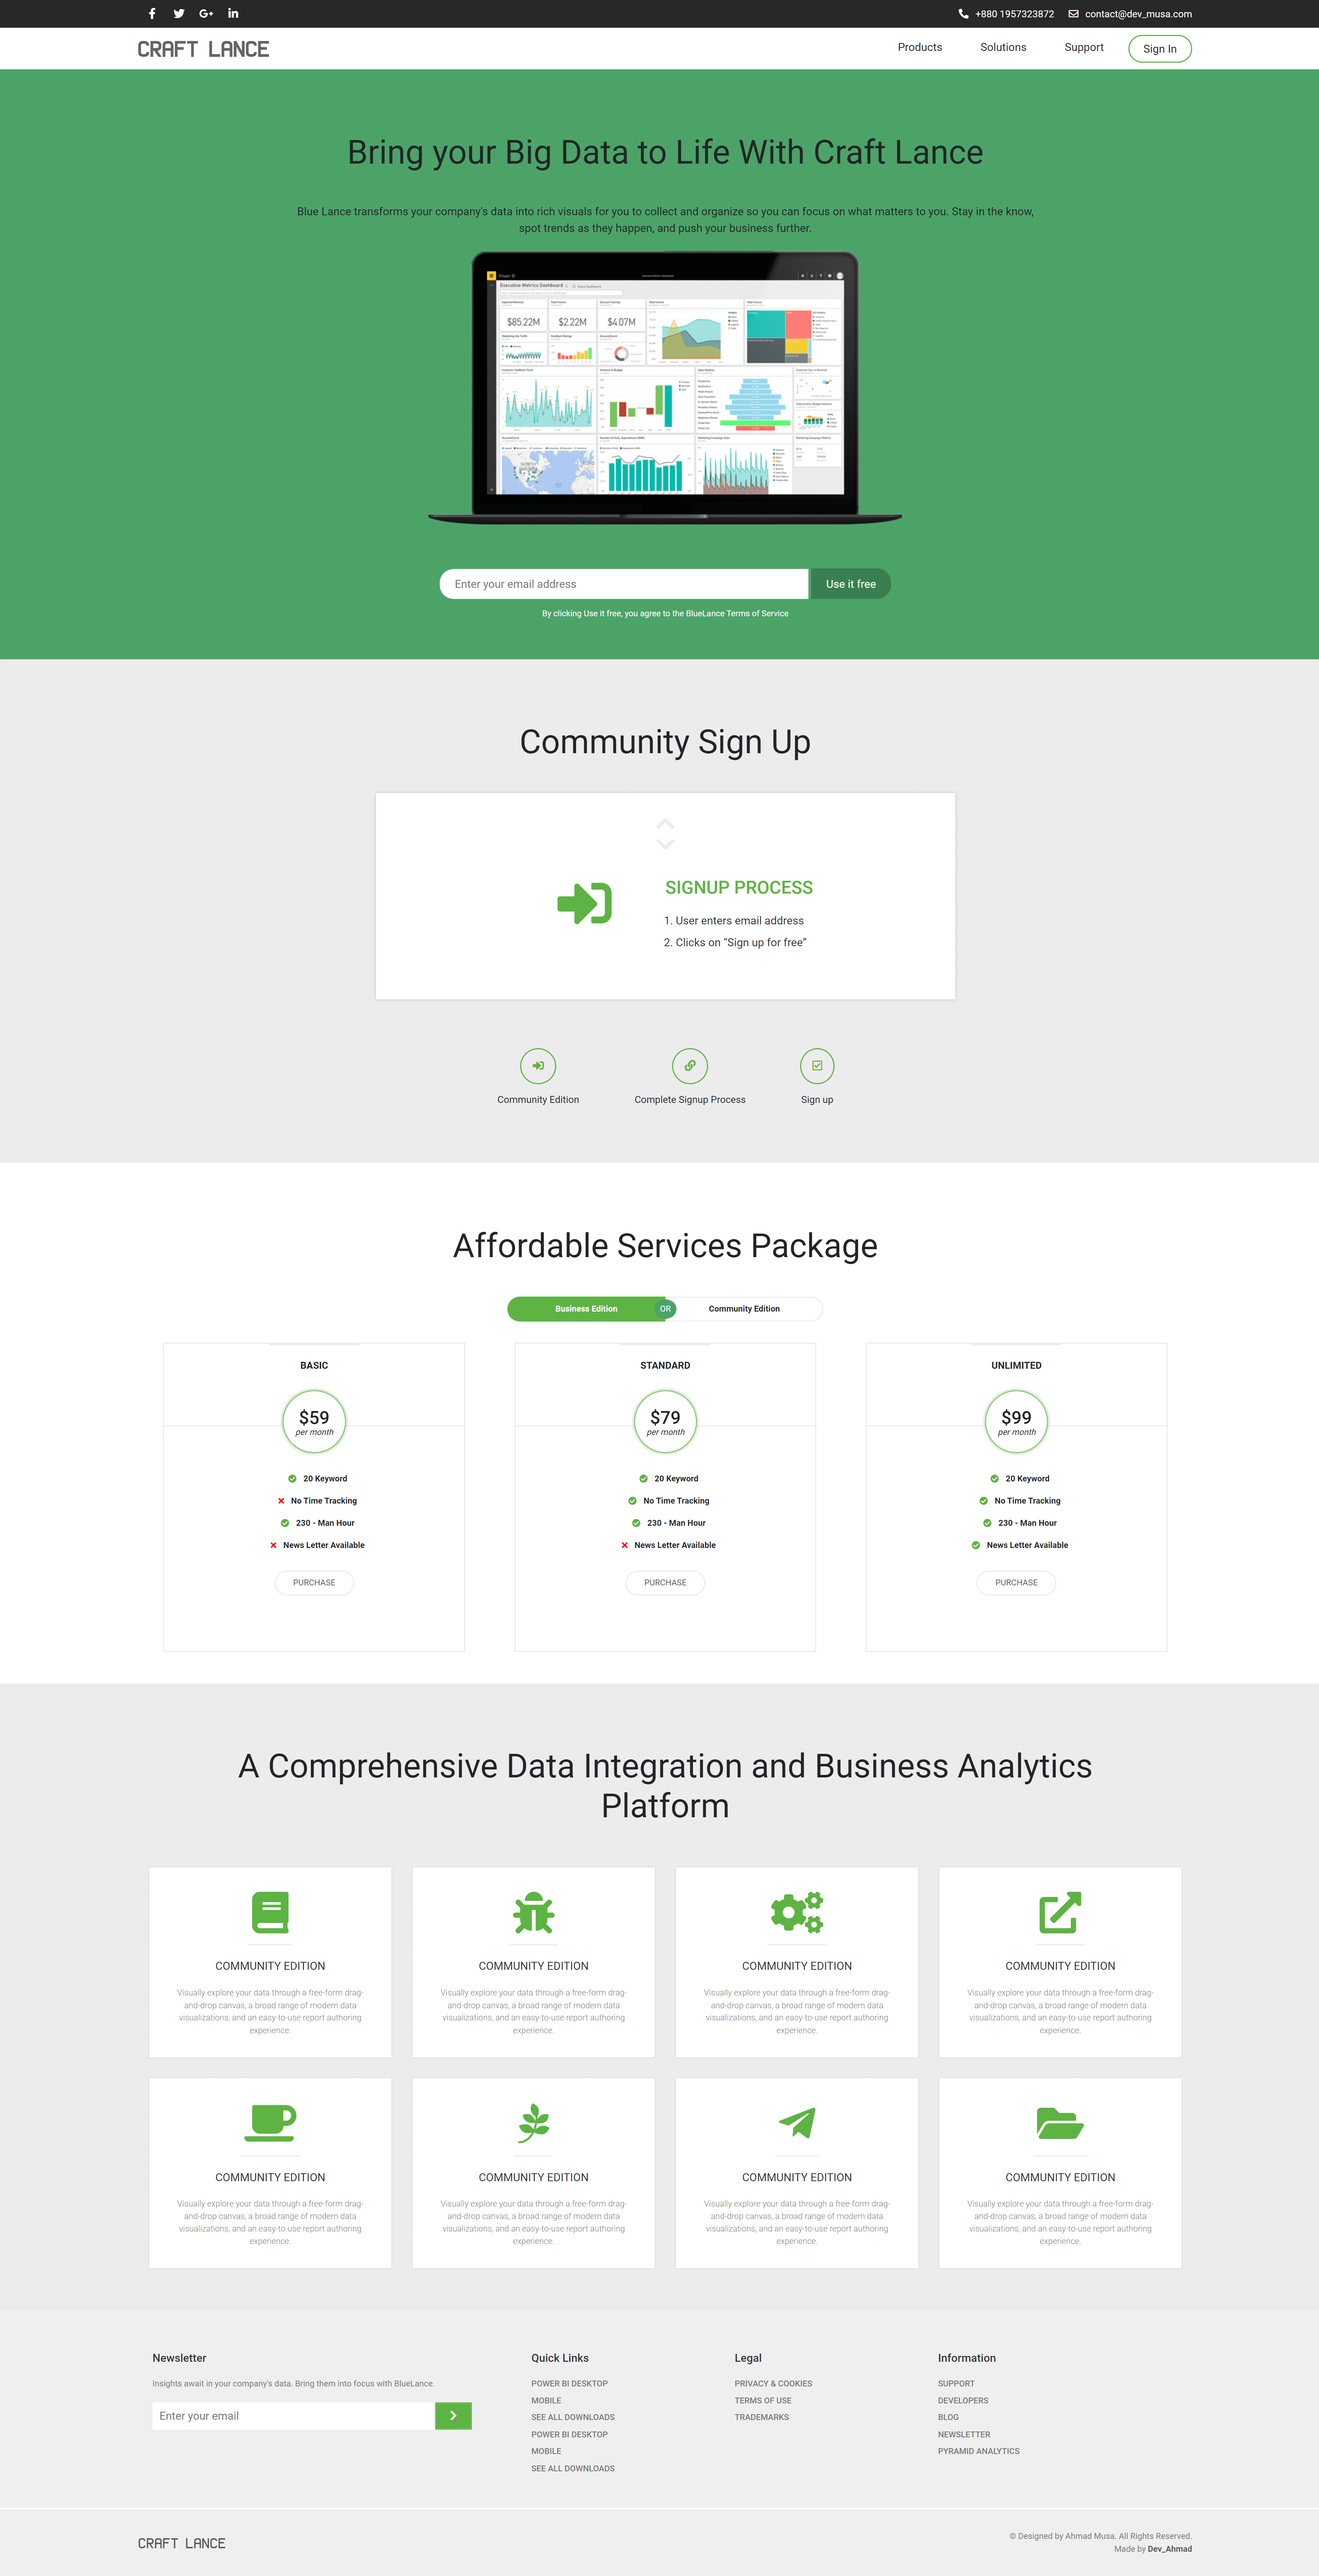 +880 1957323872 contact@dev_musa.com
CRAFT LANCE Products Solutions Support Sign In
Bring your Big Data to Life With Craft Lance
Blue Lance transforms your company's data into rich visuals for you to collect and organize so you can focus on what matters to you. Stay in the know,
spot trends as they happen, and push your business further.
Power BI
Executive Metrics Dashboard
$85.22M $2.22M $4.07M
Enter your email address Use it free
By clicking Use it free, you agree to the BlueLance Terms of Service
Community Sign Up
SIGNUP PROCESS
1. User enters email address
2. Clicks on “Sign up for free”
Community Edition Complete Signup Process Sign up
Affordable Services Package
Business Edition OR Community Edition
BASIC STANDARD UNLIMITED
$59 $79 $99
per month per month per month
20 Keyword 20 Keyword 20 Keyword
No Time Tracking No Time Tracking No Time Tracking
230 - Man Hour 230 - Man Hour 230 - Man Hour
News Letter Available News Letter Available News Letter Available
PURCHASE PURCHASE PURCHASE
A Comprehensive Data Integration and Business Analytics
Platform
COMMUNITY EDITION COMMUNITY EDITION COMMUNITY EDITION COMMUNITY EDITION
Visually explore your data through a free-form drag- Visually explore your data through a free-form drag- Visually explore your data through a free-form drag- Visually explore your data through a free-form drag-
and-drop canvas, a broad range of modern data and-drop canvas, a broad range of modern data and-drop canvas, a broad range of modern data and-drop canvas, a broad range of modern data
visualizations, and an easy-to-use report authoring visualizations, and an easy-to-use report authoring visualizations, and an easy-to-use report authoring visualizations, and an easy-to-use report authoring
experience. experience. experience. experience.
COMMUNITY EDITION COMMUNITY EDITION COMMUNITY EDITION COMMUNITY EDITION
Visually explore your data through a free-form drag- Visually explore your data through a free-form drag- Visually explore your data through a free-form drag- Visually explore your data through a free-form drag-
and-drop canvas, a broad range of modern data and-drop canvas, a broad range of modern data and-drop canvas, a broad range of modern data and-drop canvas, a broad range of modern data
visualizations, and an easy-to-use report authoring visualizations, and an easy-to-use report authoring visualizations, and an easy-to-use report authoring visualizations, and an easy-to-use report authoring
experience. experience. experience. experience.
Newsletter
Insights await in your company's data. Bring them into focus with BlueLance.
Enter your email
Quick Links
POWER BI DESKTOP
MOBILE
SEE ALL DOWNLOADS
POWER BI DESKTOP
MOBILE
SEE ALL DOWNLOADS
Legal
PRIVACY & COOKIES
TERMS OF USE
TRADEMARKS
Information
SUPPORT
DEVELOPERS
BLOG
NEWSLETTER
PYRAMID ANALYTICS
CRAFT LANCE
© Designed by Ahmad Musa. All Rights Reserved.
Made by Dev_Ahmad